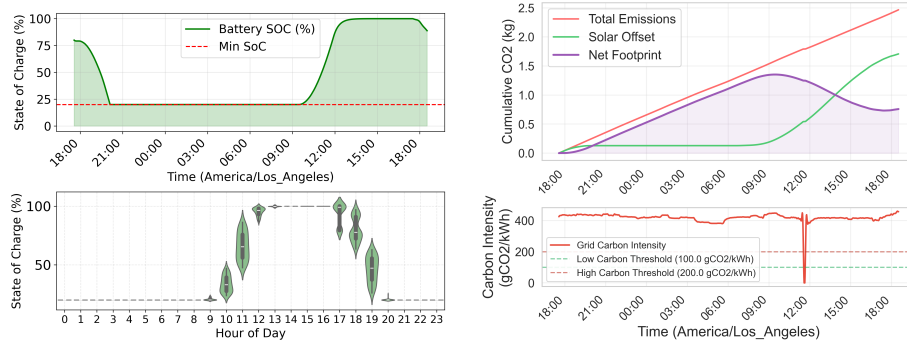 State of Charge (%)
100
75
50
25
0
Battery SOC (%)
Min SoC
18:00
21:00
00:00
03:00
06:00
09:00
12:00
15:00
18:00
Time (America/Los_Angeles)
State of Charge (%)
100
50
0 1 2 3 4 5 6 7 8 9 10 11 12 13 14 15 16 17 18 19 20 21 22 23
Hour of Day
Cumulative CO2 (kg)
2.5
2.0
1.5
1.0
0.5
0.0
Total Emissions
Solar Offset
Net Footprint
18:00
21:00
00:00
03:00
06:00
09:00
12:00
15:00
18:00
Carbon Intensity
(gCO2/kWh)
400
200
0
Grid Carbon Intensity
Low Carbon Threshold (100.0 gCO2/kWh)
High Carbon Threshold (200.0 gCO2/kWh)
18:00
21:00
00:00
03:00
06:00
09:00
12:00
15:00
18:00
Time (America/Los_Angeles)